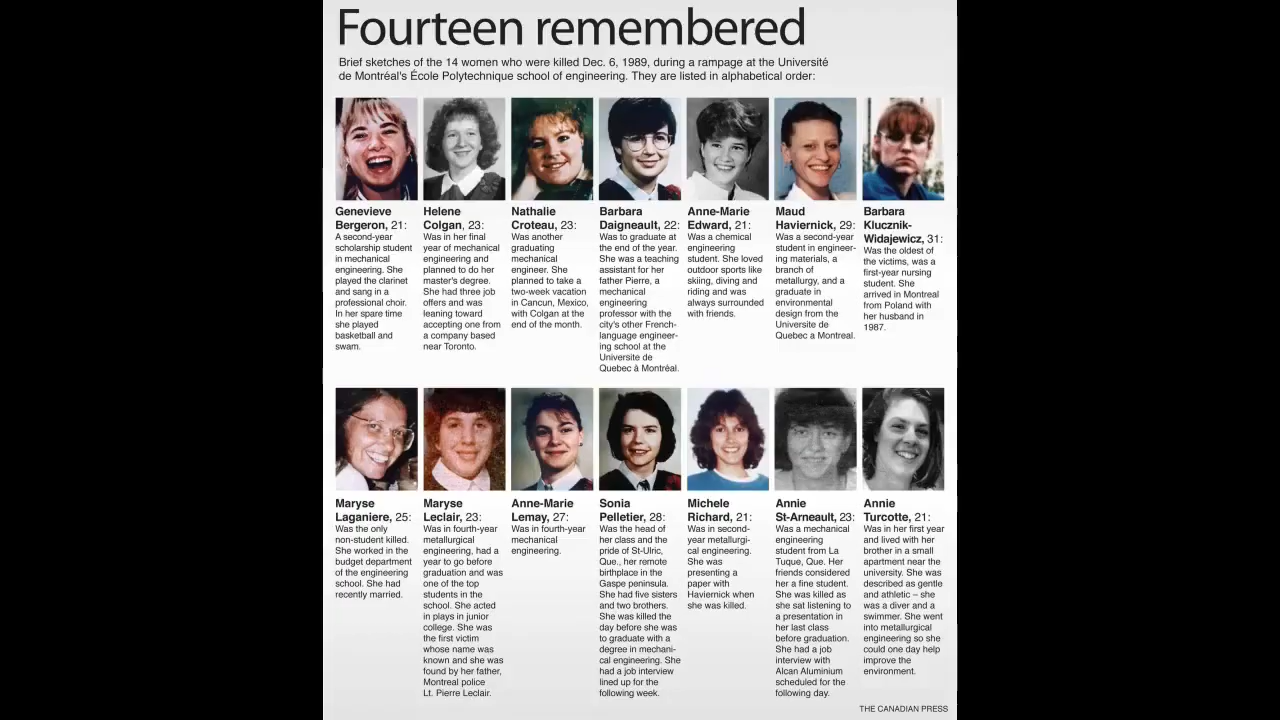 Fourteen remembered
Brief sketches of the 14 women who were killed Dec. 6, 1989, during a rampage at the Université
de Montréal's École Polytechnique school of engineering. They are listed in alphabetical order:
Genevieve
Bergeron, 21:
A second-year
scholarship student
in mechanical
engineering. She
played the clarinet
and sang in a
professional choir.
In her spare time
she played
basketball and
swam.
Helene
Colgan, 23:
Was in her final
year of mechanical
engineering and
planned to do her
master's degree.
She had three job
offers and was
leaning toward
accepting one from
a company based
near Toronto.
Nathalie
Croteau, 23:
Was another
graduating
mechanical
engineer. She
planned to take a
two-week vacation
in Cancun, Mexico,
with Colgan at the
end of the month.
Barbara
Daigneault, 22:
Was to graduate at
the end of the year.
She was a teaching
assistant for her
father Pierre, a
mechanical
engineering
professor with the
city's other French-
language engineer-
ing school at the
Universite de
Quebec à Montréal.
Anne-Marie
Edward, 21:
Was a chemical
engineering
student. She loved
outdoor sports like
skiing, diving and
riding and was
always surrounded
with friends.
Maud
Haviernick, 29:
Was a second-year
student in engineer-
ing materials, a
branch of
metallurgy, and a
graduate in
environmental
design from the
Universite de
Quebec a Montreal.
Barbara
Klucznik-
Widajewicz, 31:
Was the oldest of
the victims, was a
first-year nursing
student. She
arrived in Montreal
from Poland with
her husband in
1987.
Maryse
Laganiere, 25:
Was the only
non-student killed.
She worked in the
budget department
of the engineering
school. She had
recently married.
Maryse
Leclair, 23:
Was in fourth-year
metallurgical
engineering, had a
year to go before
graduation and was
one of the top
students in the
school. She acted
in plays in junior
college. She was
the first victim
whose name was
known and she was
found by her father,
Montreal police
Lt. Pierre Leclair.
Anne-Marie
Lemay, 27:
Was in fourth-year
mechanical
engineering.
Sonia
Pelletier, 28:
Was the head of
her class and the
pride of St-Ulric,
Que., her remote
birthplace in the
Gaspe peninsula.
She had five sisters
and two brothers.
She was killed the
day before she was
to graduate with a
degree in mechani-
cal engineering. She
had a job interview
lined up for the
following week.
Michele
Richard, 21:
Was in second-
year metallurgi-
cal engineering.
She was
presenting a
paper with
Haviernick when
she was killed.
Annie
St-Arneault, 23:
Was a mechanical
engineering
student from La
Tuque, Que. Her
friends considered
her a fine student.
She was killed as
she sat listening to
a presentation in
her last class
before graduation.
She had a job
interview with
Alcan Aluminium
scheduled for the
following day.
Annie
Turcotte, 21:
Was in her first year
and lived with her
brother in a small
apartment near the
university. She was
described as gentle
and athletic – she
was a diver and a
swimmer. She went
into metallurgical
engineering so she
could one day help
improve the
environment.
THE CANADIAN PRESS